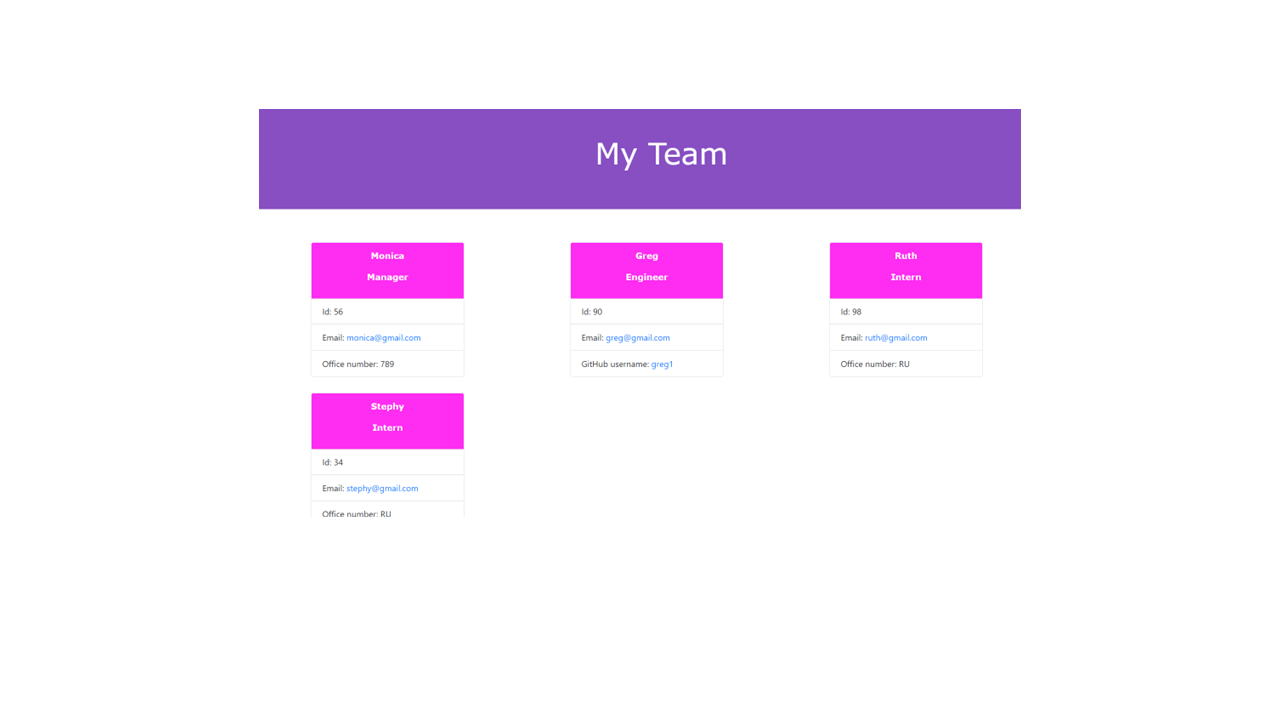 My Team
Monica
Manager
Id: 56
Email: monica@gmail.com
Office number: 789
Greg
Engineer
Id: 90
Email: greg@gmail.com
GitHub username: greg1
Ruth
Intern
Id: 98
Email: ruth@gmail.com
Office number: RU
Stephy
Intern
Id: 34
Email: stephy@gmail.com
Office number: RU